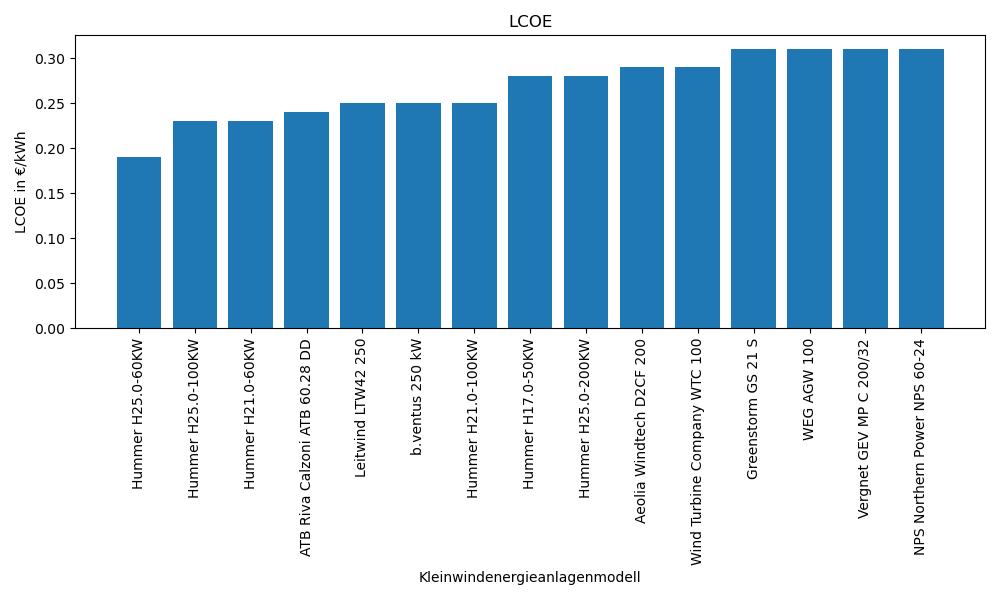 LCOE
LCOE in €/kWh
0.30
0.25
0.20
0.15
0.10
0.05
0.00
Hummer H25.0-60KW
Hummer H25.0-100KW
Hummer H21.0-60KW
ATB Riva Calzoni ATB 60.28 DD
Leitwind LTW42 250
b.ventus 250 kW
Hummer H21.0-100KW
Hummer H17.0-50KW
Hummer H25.0-200KW
Aeolia Windtech D2CF 200
Wind Turbine Company WTC 100
Greenstorm GS 21 S
WEG AGW 100
Vergnet GEV MP C 200/32
NPS Northern Power NPS 60-24
Kleinwindenergieanlagenmodell